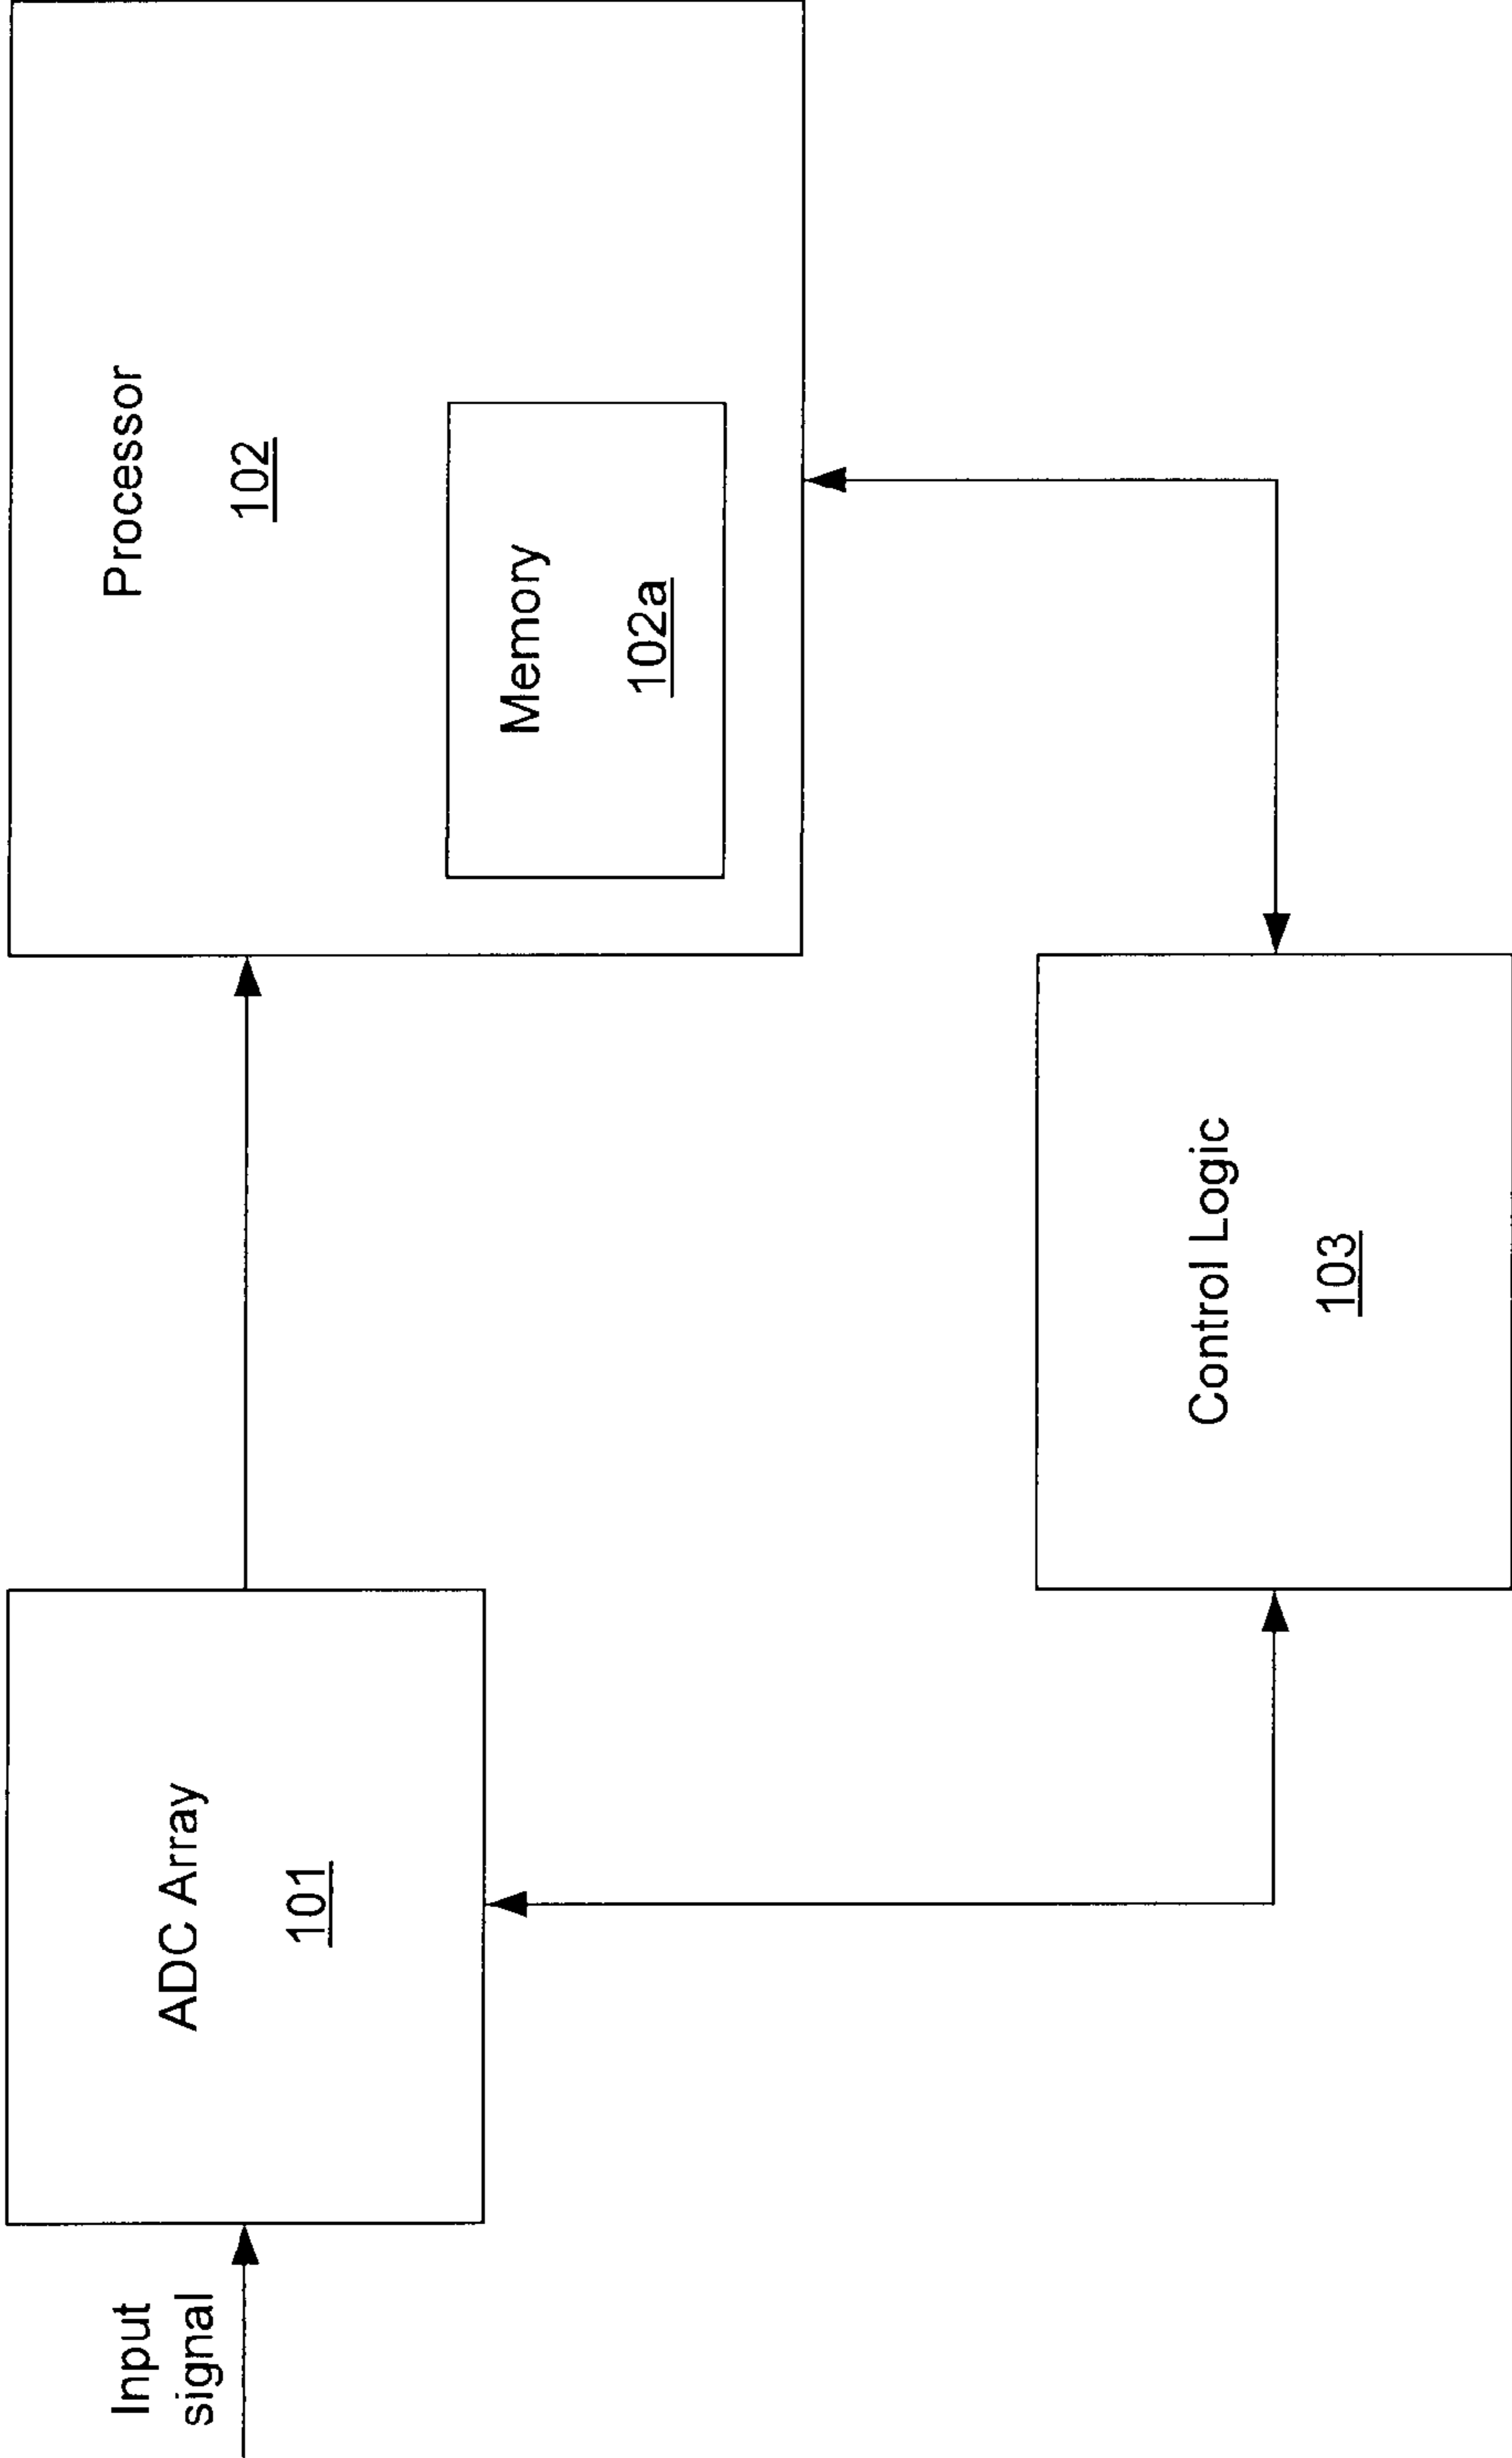 Input
signal
ADC Array
101
Processor
102
Memory
102a
Control Logic
103